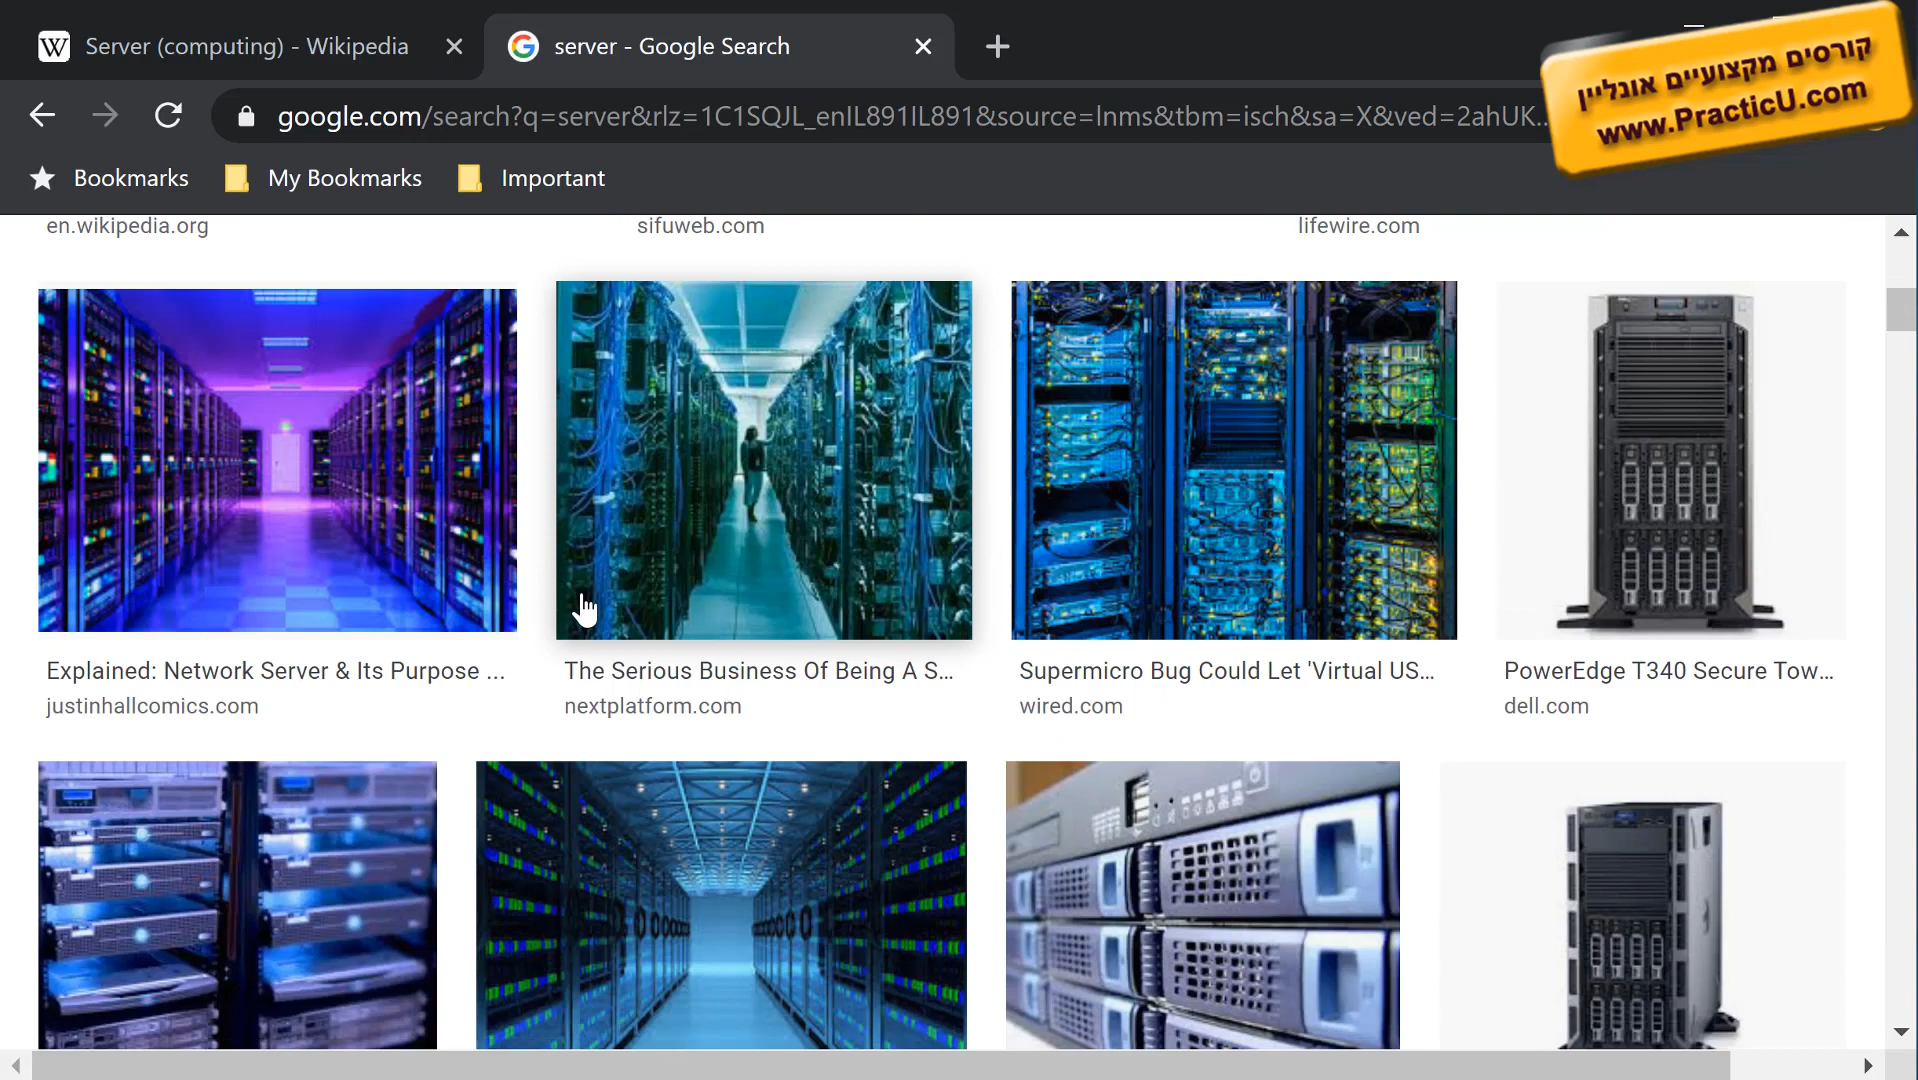 Server (computing) - Wikipedia
server - Google Search
קורסים מקצועיים אונליין
www.PracticU.com
google.com/search?q=server&rlz=1C1SQJL_enIL891IL891&source=lnms&tbm=isch&sa=X&ved=2ahUK...
Bookmarks
My Bookmarks
Important
en.wikipedia.org
sifuweb.com
lifewire.com
Explained: Network Server & Its Purpose ...
The Serious Business Of Being A S...
Supermicro Bug Could Let 'Virtual US...
PowerEdge T340 Secure Tow...
justinhallcomics.com
nextplatform.com
wired.com
dell.com